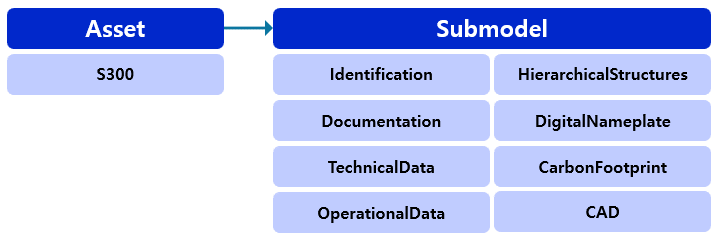 Asset
Submodel
S300
Identification
HierarchicalStructures
Documentation
DigitalNameplate
TechnicalData
CarbonFootprint
OperationalData
CAD